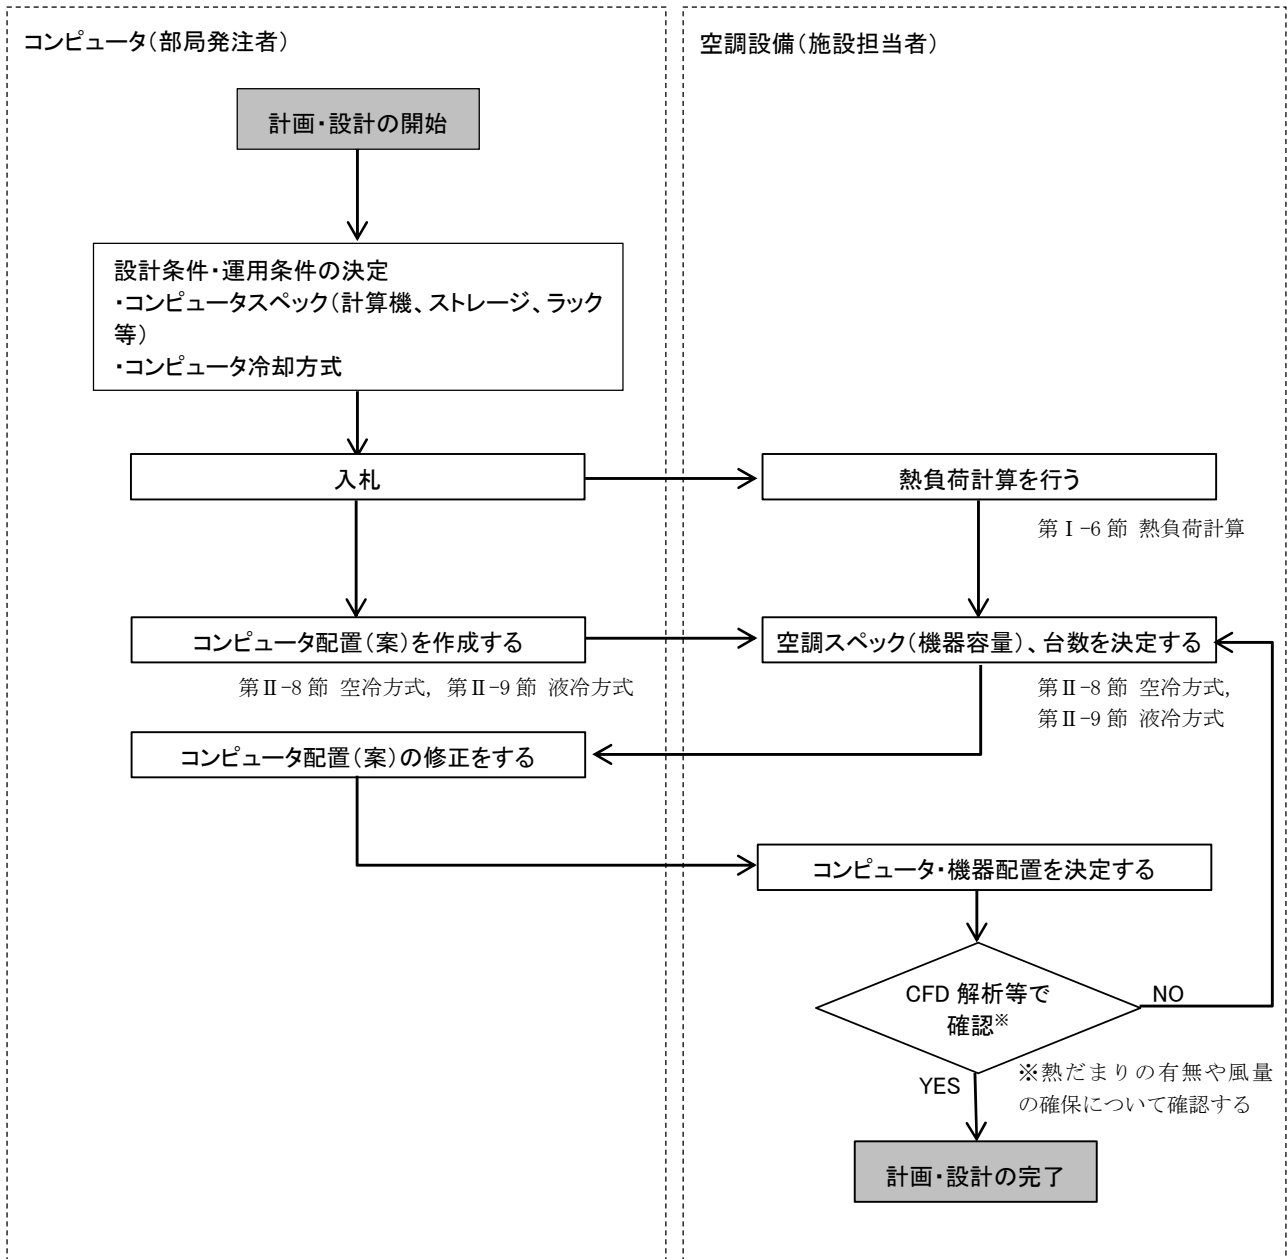 コンピュータ(部局発注者)
空調設備(施設担当者)
計画・設計の開始
設計条件・運用条件の決定
・コンピュータスペック(計算機、ストレージ、ラック
等)
・コンピュータ冷却方式
入札
熱負荷計算を行う
第Ⅰ-6節 熱負荷計算
コンピュータ配置(案)を作成する
空調スペック(機器容量)、台数を決定する
第Ⅱ-8節 空冷方式, 第Ⅱ-9節 液冷方式
第Ⅱ-8節 空冷方式,
第Ⅱ-9節 液冷方式
コンピュータ配置(案)の修正をする
コンピュータ・機器配置を決定する
CFD 解析等で
確認※
NO
YES
※熱だまりの有無や風量
の確保について確認する
計画・設計の完了